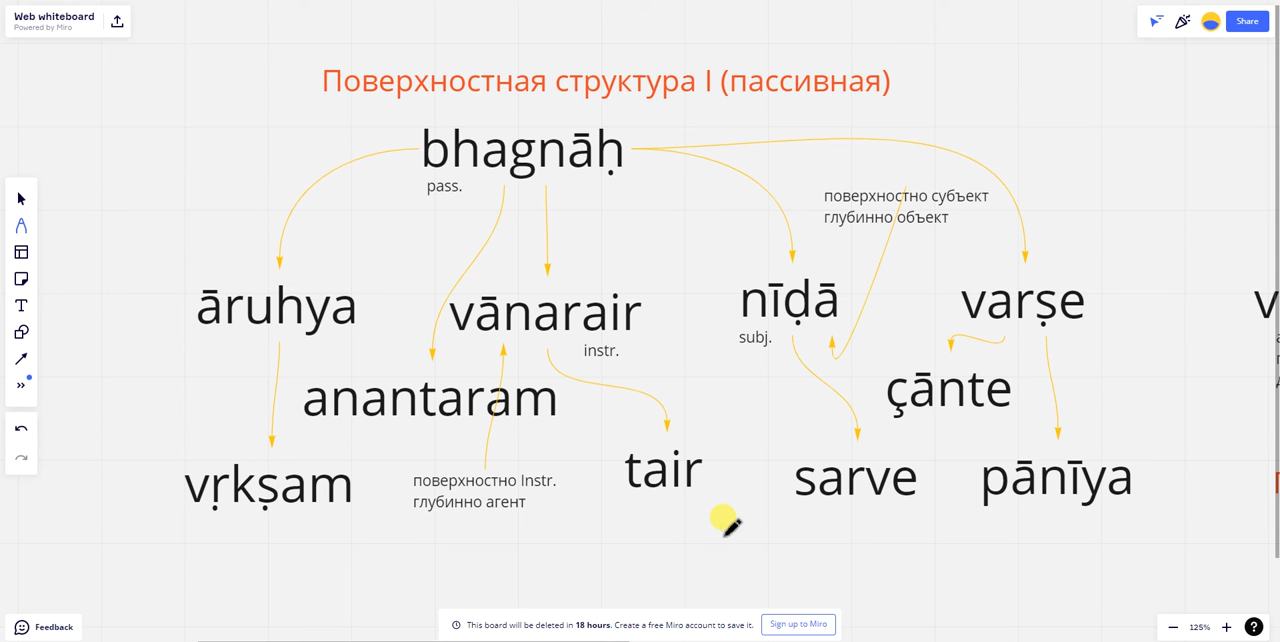 Web whiteboard
Powered by Miro
Share
Поверхностная структура I (пассивная)
bhagnāḥ
pass.
поверхностно субъект
глубинно объект
āruhya
vānarair
instr.
nīḍā
subj.
varṣe
v
anantaram
çānte
vṛkṣam
поверхностно Instr.
глубинно агент
tair
sarve
pānīya
Feedback
This board will be deleted in 18 hours. Create a free Miro account to save it.
Sign up to Miro
125%